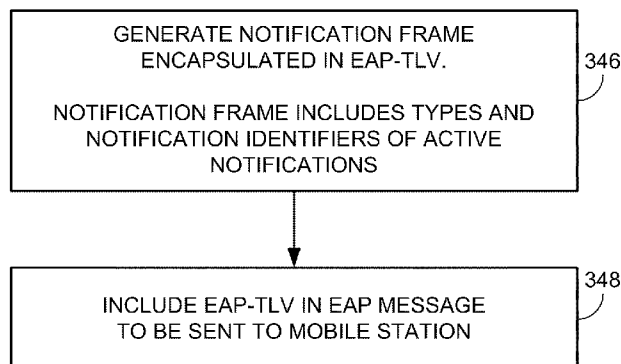 GENERATE NOTIFICATION FRAME
ENCAPSULATED IN EAP-TLV.
NOTIFICATION FRAME INCLUDES TYPES AND
NOTIFICATION IDENTIFIERS OF ACTIVE
NOTIFICATIONS
346
INCLUDE EAP-TLV IN EAP MESSAGE
TO BE SENT TO MOBILE STATION
348